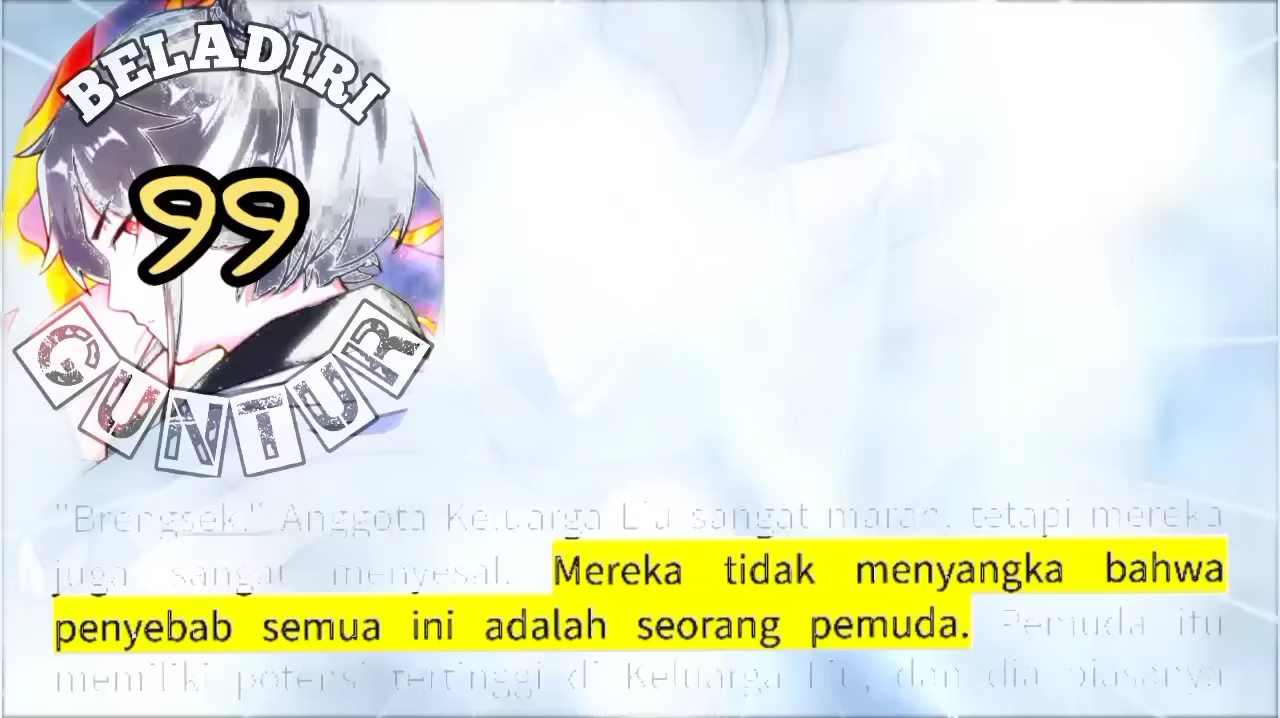 BELADIRI
99
GUNTUR
"Brengsek." Anggota Keluarga Liu sangat marah, tetapi mereka
juga sangat menyesal. Mereka tidak menyangka bahwa
penyebab semua ini adalah seorang pemuda. Pemuda itu
memiliki potensi tertinggi di Keluarga Liu, dan dia biasanya